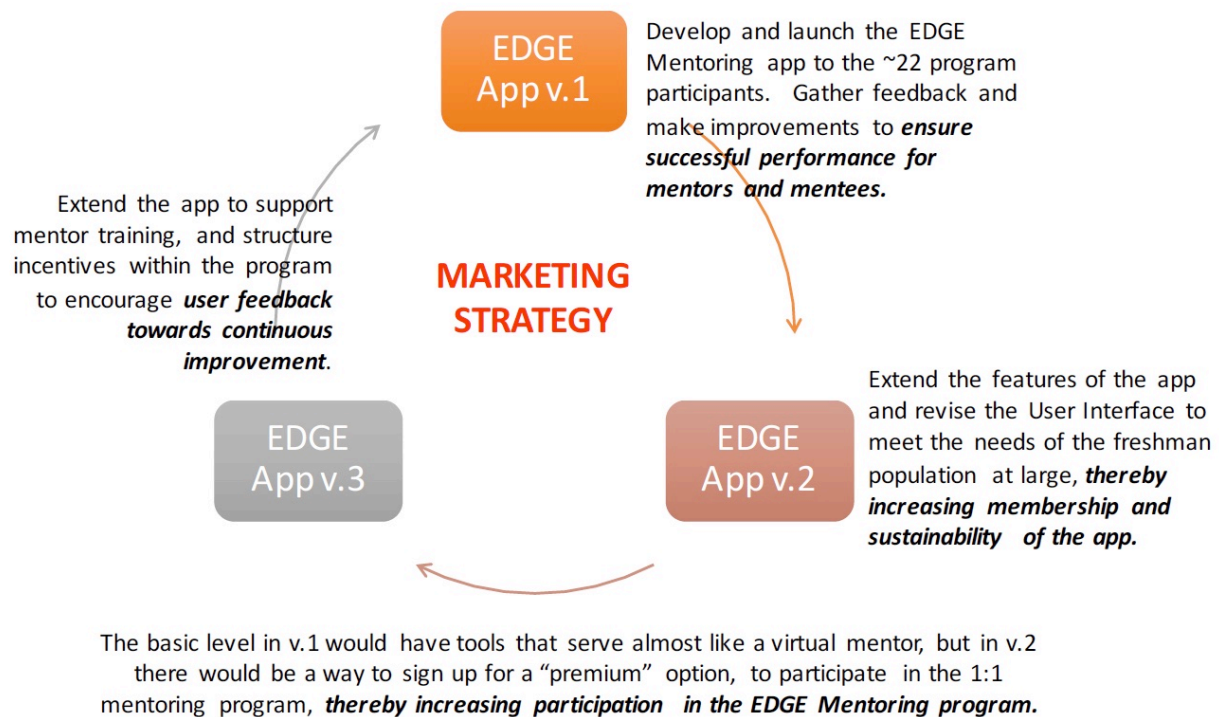 EDGE
App v.1
Develop and launch the EDGE
Mentoring app to the ~22 program
participants. Gather feedback and
make improvements to ensure
successful performance for
mentors and mentees.
Extend the app to support
mentor training, and structure
incentives within the program
to encourage user feedback
towards continuous
improvement.
MARKETING
STRATEGY
EDGE
App v.3
EDGE
App v.2
Extend the features of the app
and revise the User Interface to
meet the needs of the freshman
population at large, thereby
increasing membership and
sustainability of the app.
The basic level in v.1 would have tools that serve almost like a virtual mentor, but in v.2
there would be a way to sign up for a “premium” option, to participate in the 1:1
mentoring program, thereby increasing participation in the EDGE Mentoring program.